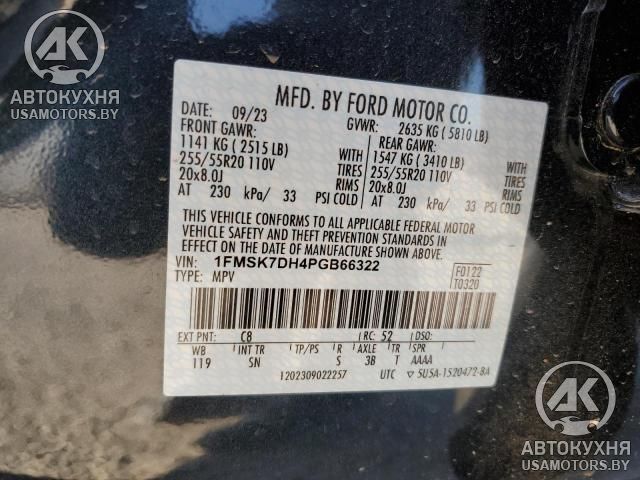 АВТОКУХНЯ
USAMOTORS.BY
MFD. BY FORD MOTOR CO.
DATE: 09/23 GVWR: 2635 KG ( 5810 LB)
FRONT GAWR: REAR GAWR:
1141 KG ( 2515 LB) 1547 KG ( 3410 LB)
255/55R20 110V TIRES 255/55R20 110V TIRES
20x8.0J RIMS 20x8.0J RIMS
AT 230 kPa/ 33 PSI COLD AT 230 kPa/ 33 PSI COLD
THIS VEHICLE CONFORMS TO ALL APPLICABLE FEDERAL MOTOR
VEHICLE SAFETY AND THEFT PREVENTION STANDARDS IN
EFFECT ON THE DATE OF MANUFACTURE SHOWN ABOVE.
VIN: 1FMSK7DH4PGB66322 F0122
TYPE: MPV T0320
EXT PNT: C8 RC: 52 DSO:
WB INT TR TP/PS R AXLE TR SPR
119 SN S 3B T AAAA
1202309022257 UTC ▽ 5U5A-1520472-BA
АВТОКУХНЯ
USAMOTORS.BY